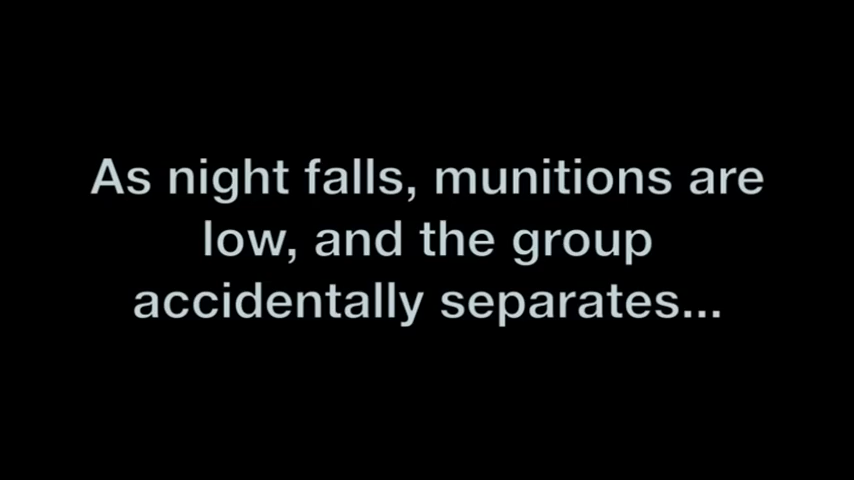 As night falls, munitions are
low, and the group
accidentally separates...